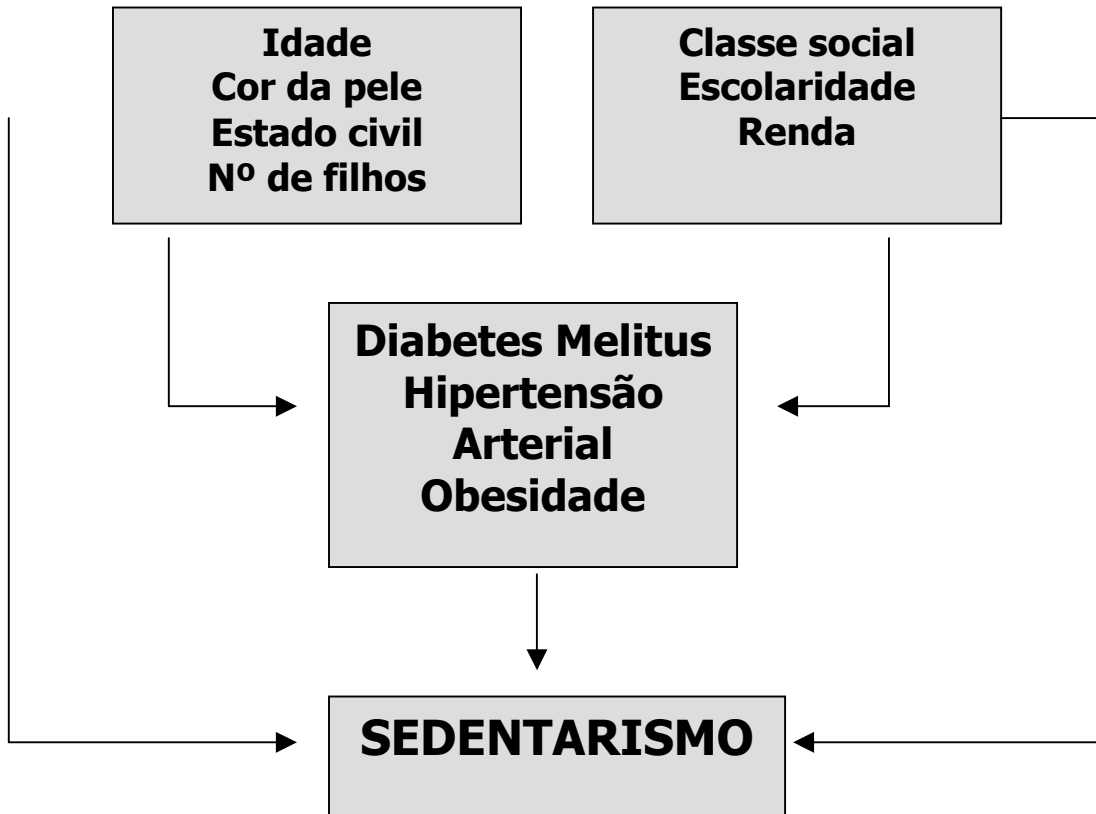 Idade
Cor da pele
Estado civil
Nº de filhos
Classe social
Escolaridade
Renda
Diabetes Melitus
Hipertensão
Arterial
Obesidade
SEDENTARISMO